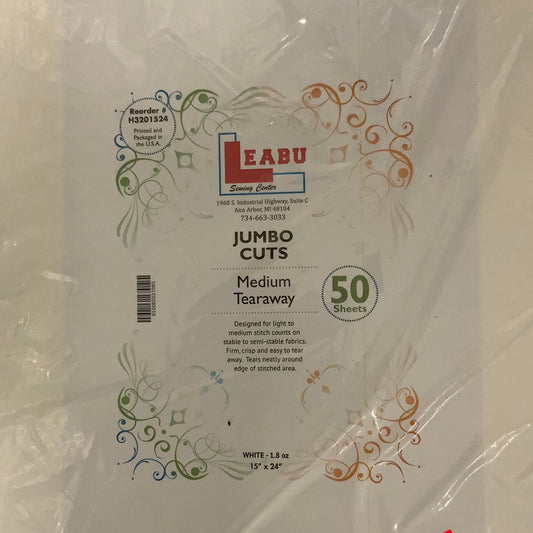 Reorder #
H3201524
Printed and
Packaged in
the U.S.A.
LEABU
Sewing Center
1960 S. Industrial Highway, Suite C
Ann Arbor, MI 48104
734-663-3033
JUMBO
CUTS
Medium
Tearaway
50
Sheets
Designed for light to
medium stitch counts on
stable to semi-stable fabrics.
Firm, crisp and easy to tear
away. Tears neatly around
edge of stitched area.
WHITE - 1.8 oz
15" x 24"